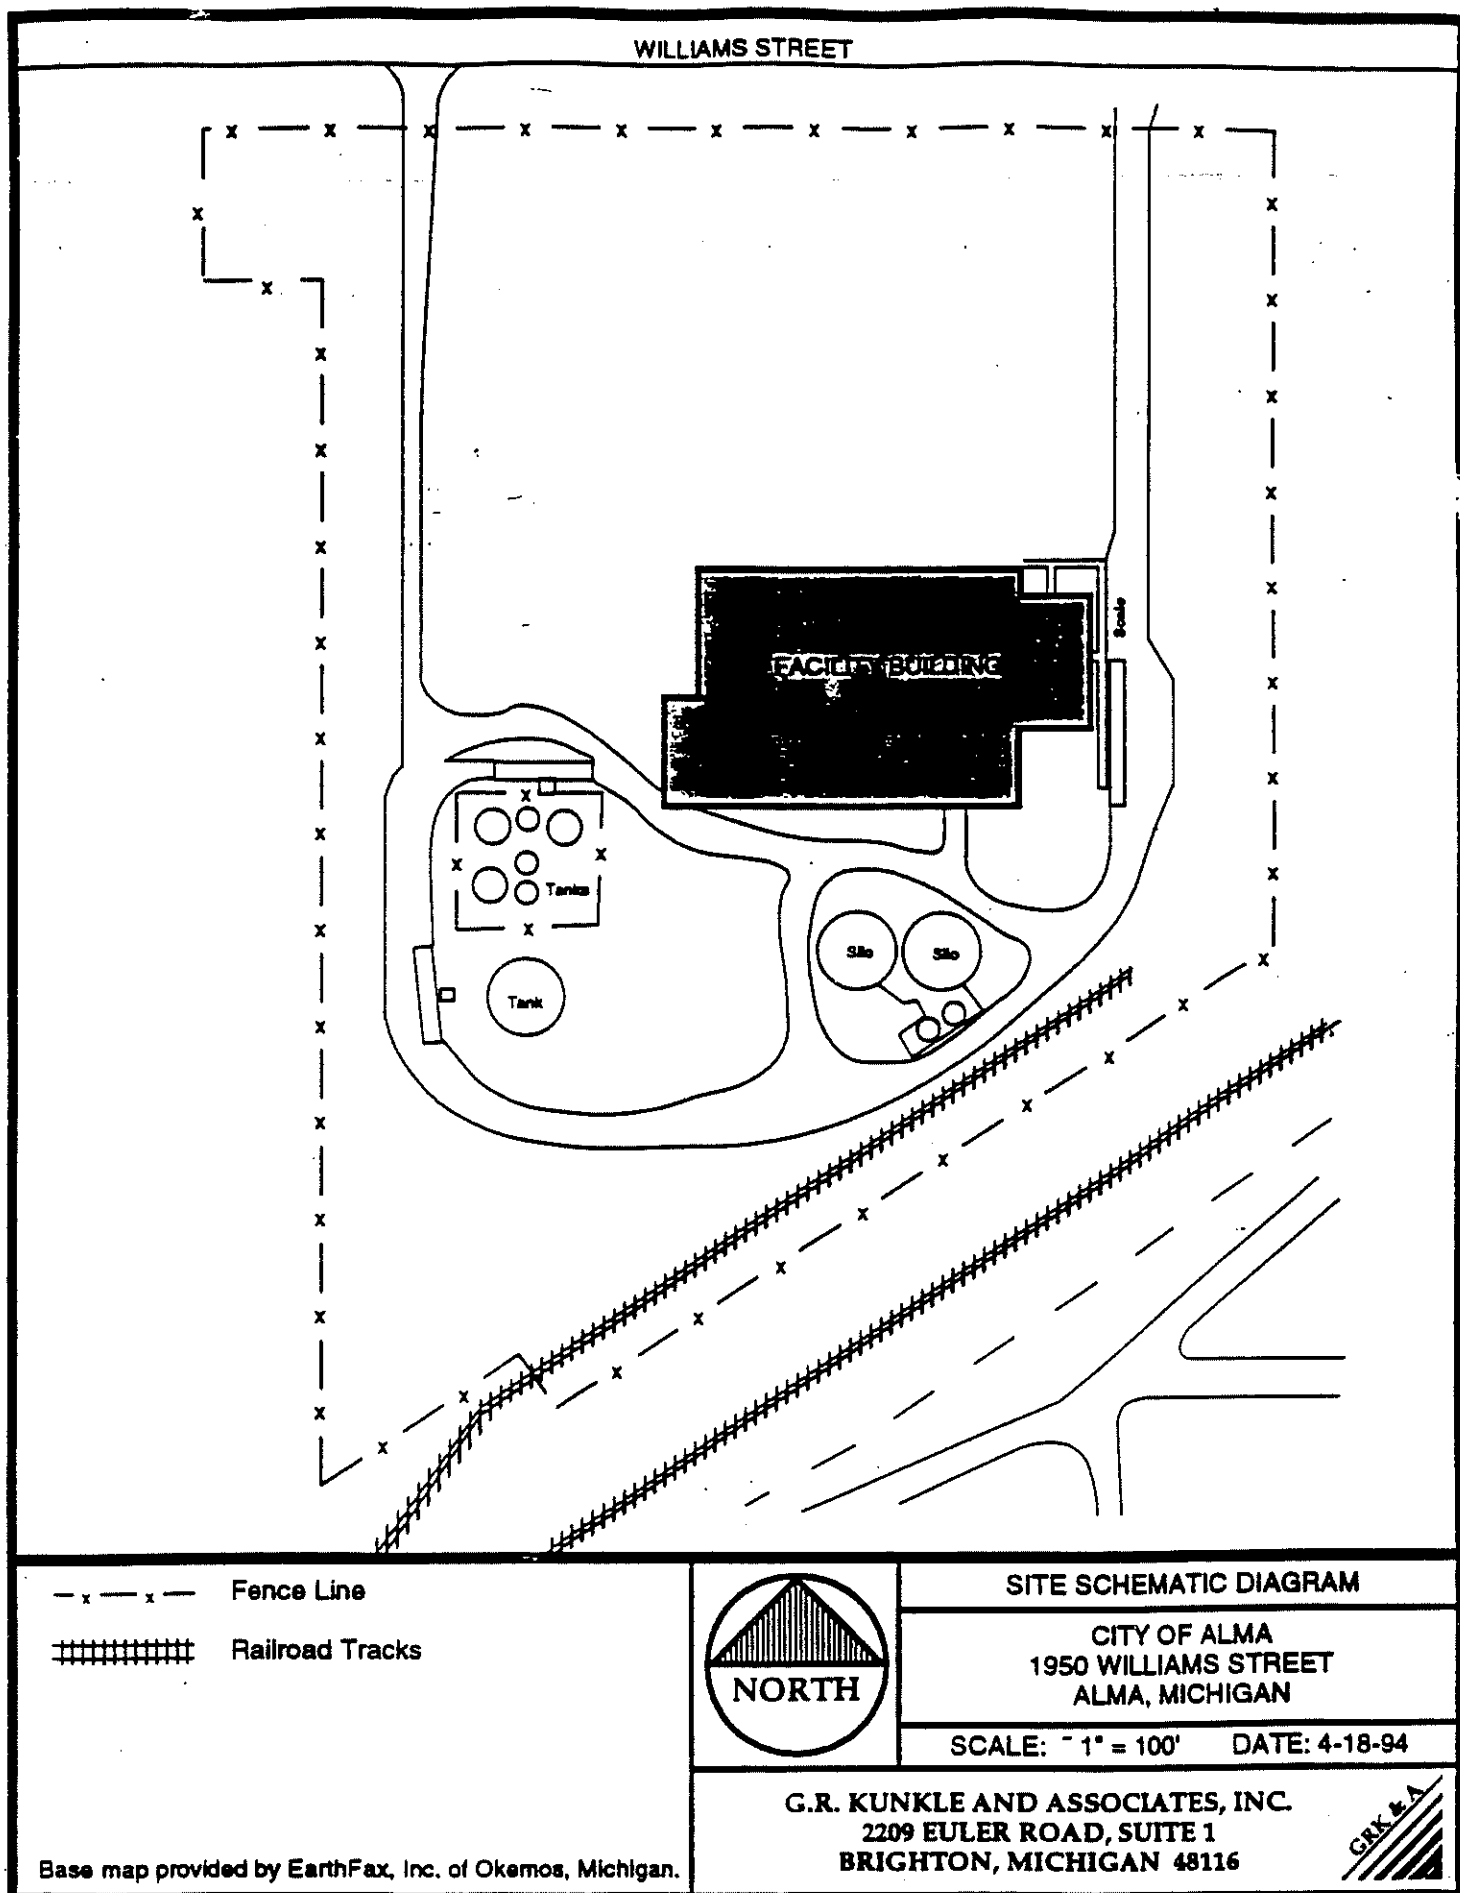 WILLIAMS STREET
Scale
FACILITY BUILDING
Tanks
Silo
Silo
Tank
Fence Line
Railroad Tracks
Base map provided by EarthFax, Inc. of Okemos, Michigan.
NORTH
SITE SCHEMATIC DIAGRAM
CITY OF ALMA
1950 WILLIAMS STREET
ALMA, MICHIGAN
SCALE: ~ 1" = 100' DATE: 4-18-94
G.R. KUNKLE AND ASSOCIATES, INC.
2209 EULER ROAD, SUITE 1
BRIGHTON, MICHIGAN 48116
GRK & A